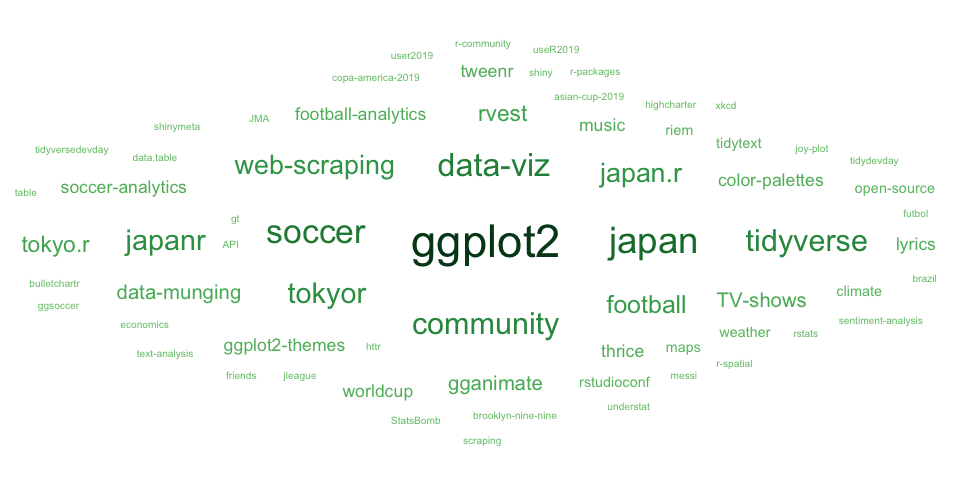 r-community
user2019
useR2019
tweenr
shiny
r-packages
copa-america-2019
asian-cup-2019
highcharter
xkcd
JMA
football-analytics
rvest
music
riem
shinymeta
tidytext
joy-plot
tidyversedevday
data.table
web-scraping
data-viz
japan.r
tidydevday
table
soccer-analytics
color-palettes
open-source
gt
futbol
tokyo.r
japanr
API
soccer
ggplot2
japan
tidyverse
lyrics
bulletchartr
data-munging
tokyor
football
TV-shows
climate
brazil
ggsoccer
economics
community
weather
rstats
sentiment-analysis
text-analysis
ggplot2-themes
httr
thrice
maps
r-spatial
friends
jleague
worldcup
gganimate
rstudioconf
messi
StatsBomb
brooklyn-nine-nine
understat
scraping